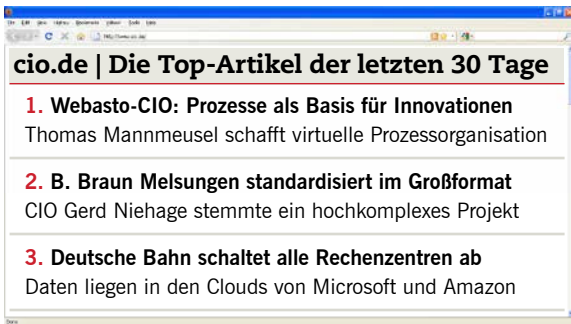 cio.de | Die Top-Artikel der letzten 30 Tage
1. Webasto-CIO: Prozesse als Basis für Innovationen
Thomas Mannmeusel schafft virtuelle Prozessorganisation
2. B. Braun Melsungen standardisiert im Großformat
CIO Gerd Niehage stemmte ein hochkomplexes Projekt
3. Deutsche Bahn schaltet alle Rechenzentren ab
Daten liegen in den Clouds von Microsoft und Amazon